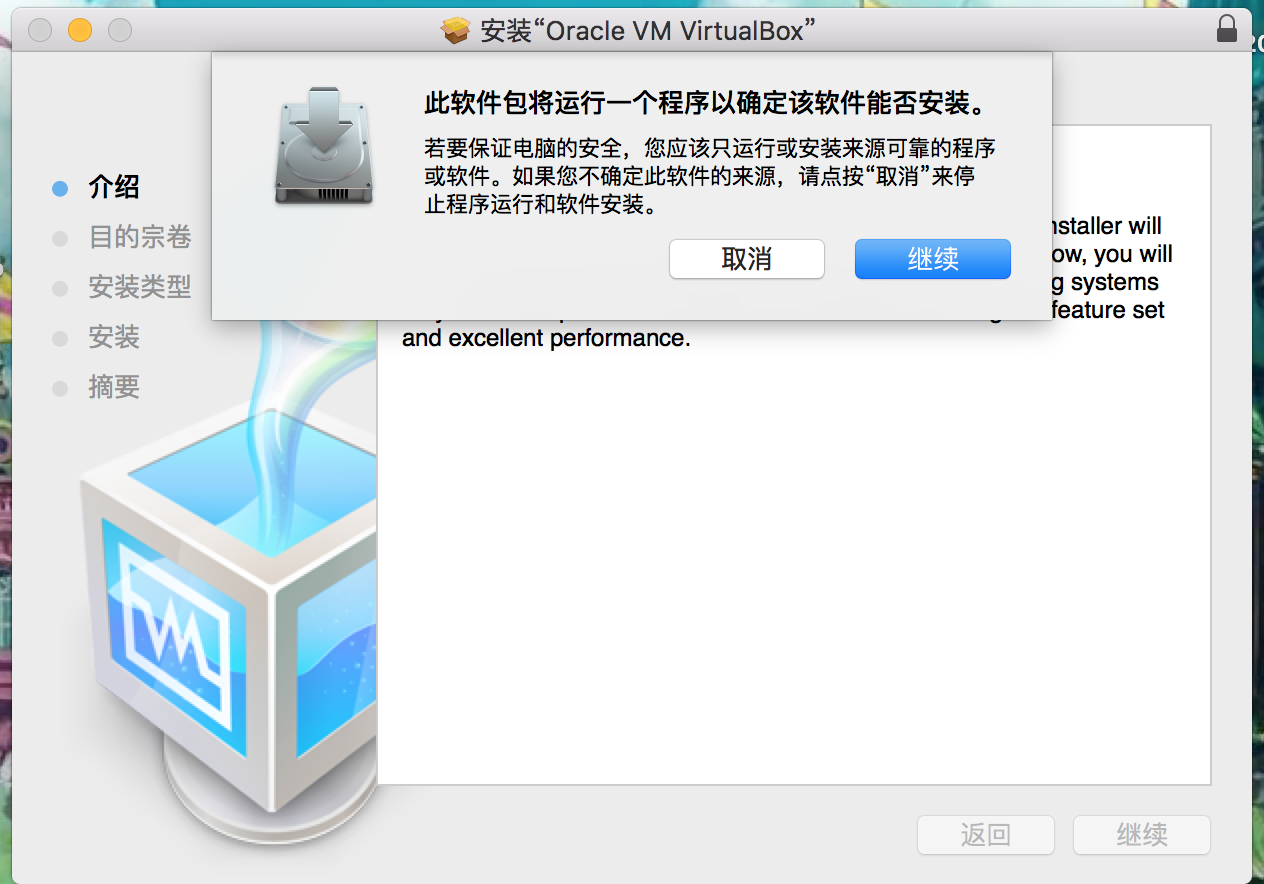 安装“Oracle VM VirtualBox”
此软件包将运行一个程序以确定该软件能否安装。
若要保证电脑的安全，您应该只运行或安装来源可靠的程序
或软件。如果您不确定此软件的来源，请点按“取消”来停
止程序运行和软件安装。
取消
继续
介绍
目的宗卷
安装类型
安装
摘要
will
ow, you will
g systems
feature set
and excellent performance.
返回
继续